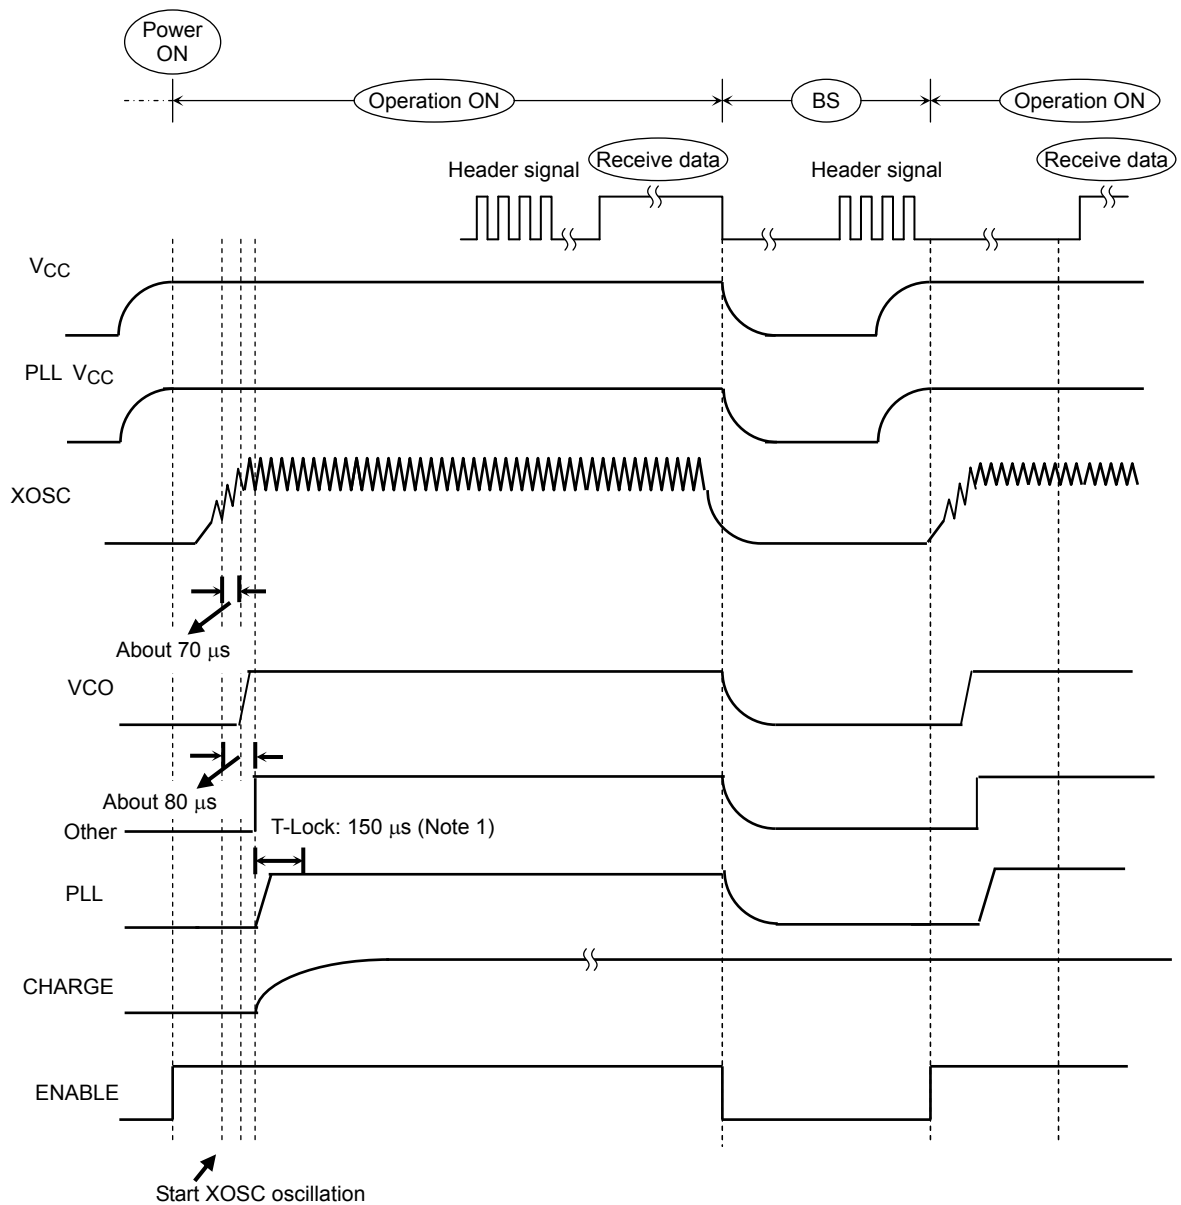 Power
ON
Operation ON
BS
Operation ON
Header signal
Receive data
Header signal
Receive data
VCC
PLL VCC
XOSC
About 70 μs
VCO
About 80 μs
Other
T-Lock: 150 μs (Note 1)
PLL
CHARGE
ENABLE
Start XOSC oscillation